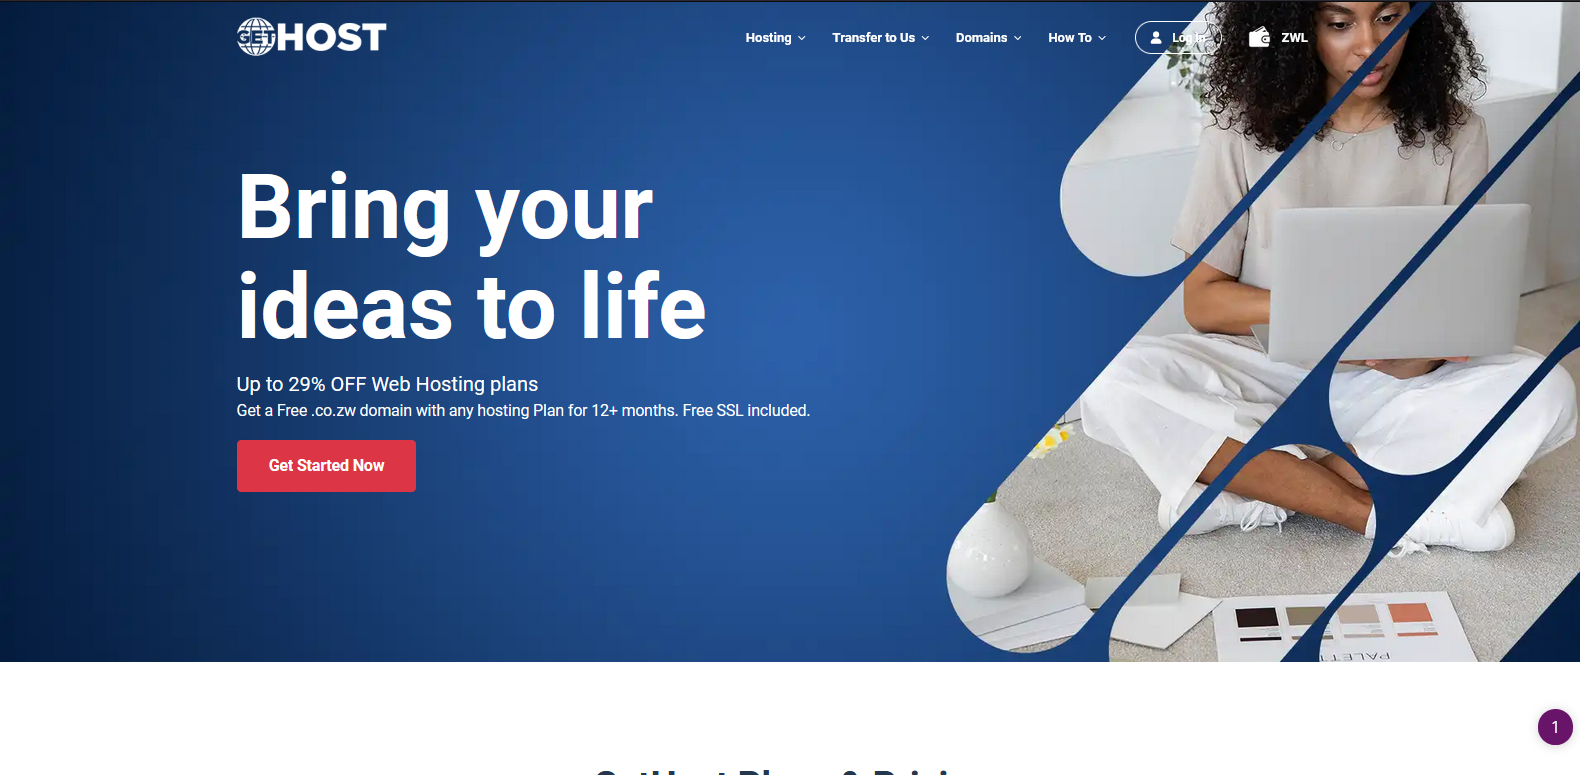 GETHOST
Hosting
Transfer to Us
Domains
How To
Log In
ZWL
Bring your
ideas to life
Up to 29% OFF Web Hosting plans
Get a Free .co.zw domain with any hosting Plan for 12+ months. Free SSL included.
Get Started Now
1